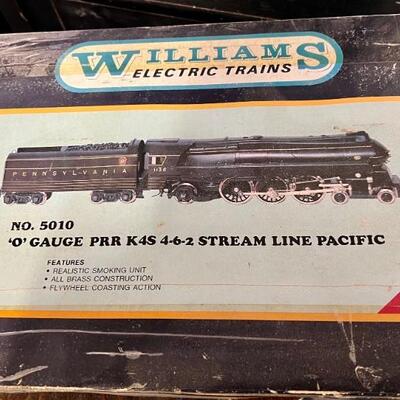 WILLIAMS
ELECTRIC TRAINS
PENNSYLVANIA
NO. 5010
'O' GAUGE PRR K4S 4-6-2 STREAM LINE PACIFIC
FEATURES
• REALISTIC SMOKING UNIT
• ALL BRASS CONSTRUCTION
• FLYWHEEL COASTING ACTION